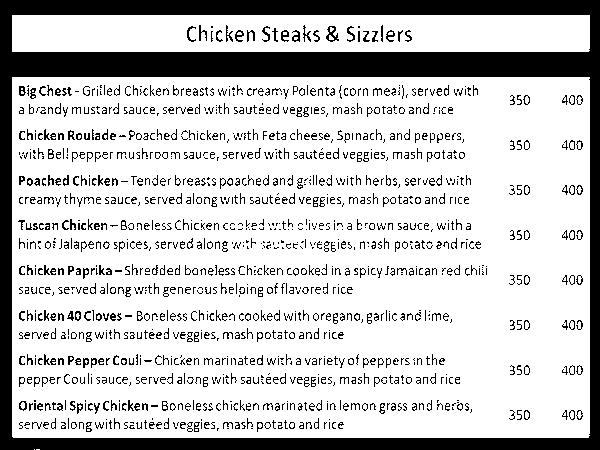 Chicken Steaks & Sizzlers
Big Chest - Grilled Chicken breasts with creamy Polenta (corn meal), served with
a brandy mustard sauce, served with sautéed veggies, mash potato and rice 350 400
Chicken Roulade – Poached Chicken, with Feta cheese, Spinach, and peppers,
with Bell pepper mushroom sauce, served with sautéed veggies, mash potato 350 400
Poached Chicken – Tender breasts poached and grilled with herbs, served with
creamy thyme sauce, served along with sautéed veggies, mash potato and rice 350 400
Tuscan Chicken – Boneless Chicken cooked with olives in a brown sauce, with a
hint of Jalapeno spices, served along with sauteed veggies, mash potato and rice 350 400
Chicken Paprika – Shredded boneless Chicken cooked in a spicy Jamaican red chili
sauce, served along with generous helping of flavored rice 350 400
Chicken 40 Cloves – Boneless Chicken cooked with oregano, garlic and lime,
served along with sautéed veggies, mash potato and rice 350 400
Chicken Pepper Couli – Chicken marinated with a variety of peppers in the
pepper Couli sauce, served along with sautéed veggies, mash potato and rice 350 400
Oriental Spicy Chicken – Boneless chicken marinated in lemon grass and herbs,
served along with sautéed veggies, mash potato and rice 350 400